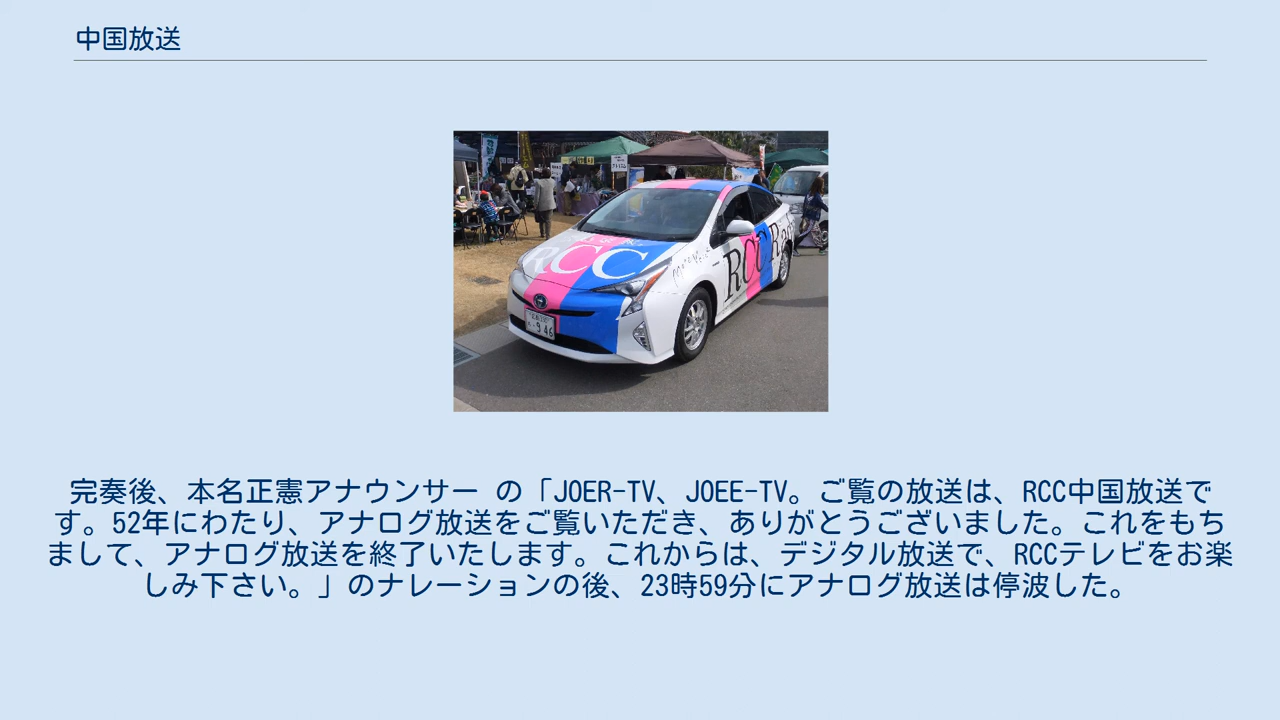 中国放送
RCC
RCC
946
完奏後、本名正憲アナウンサー の「JOER-TV、JOEE-TV。ご覧の放送は、RCC中国放送で
す。52年にわたり、アナログ放送をご覧いただき、ありがとうございました。これをもち
まして、アナログ放送を終了いたします。これからは、デジタル放送で、RCCテレビをお楽
しみ下さい。」のナレーションの後、23時59分にアナログ放送は停波した。